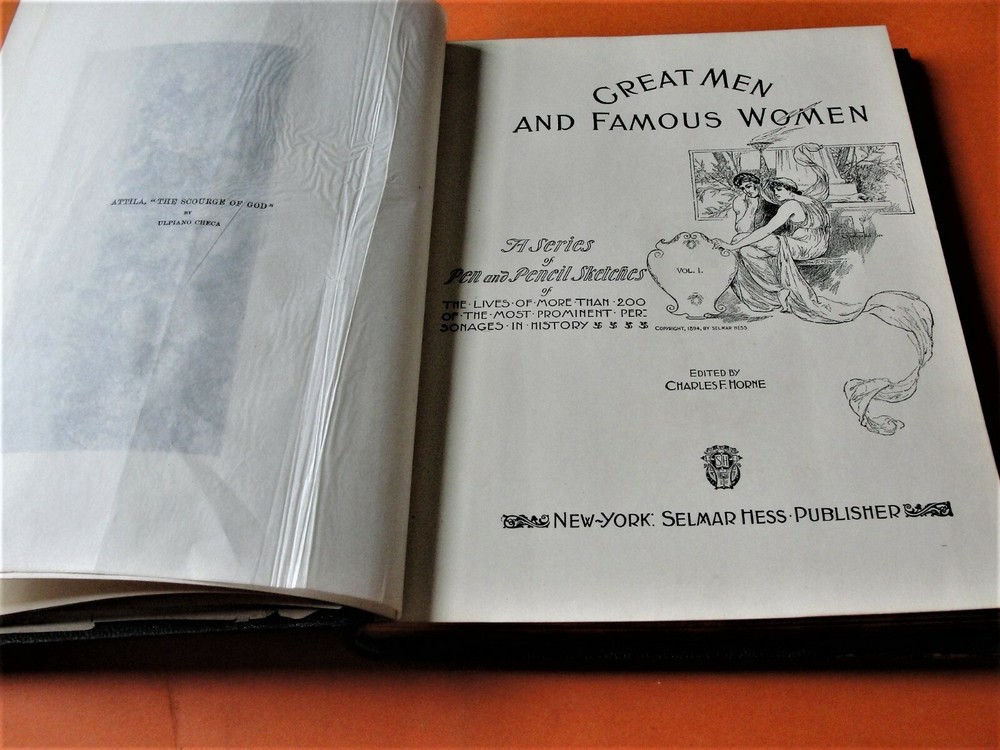 ATTILA, "THE SCOURGE OF GOD"
BY
ULPIANO CHECA
GREAT MEN
AND FAMOUS WOMEN
A Series
of
Pen and Pencil Sketches
of
THE·LIVES·OF·MORE·THAN·200
OF·THE·MOST·PROMINENT·PER=
SONAGES·IN·HISTORY
VOL. I.
COPYRIGHT, 1894, BY SELMAR HESS
EDITED BY
CHARLES F. HORNE
SH
NEW~YORK: SELMAR HESS·PUBLISHER